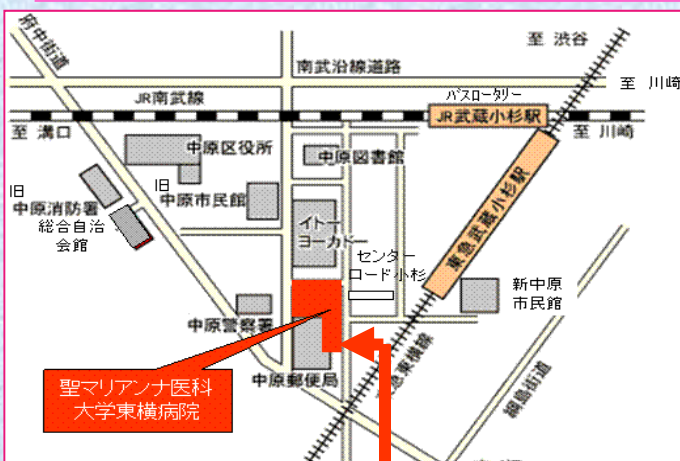 府中街道
至 渋谷
南武沿線道路
至 川崎
バスロータリー
JR南武線
JR武蔵小杉駅
至 溝口
至 川崎
中原区役所
中原図書館
旧
中原消防署
旧
中原市民館
総合自治
会館
イトー
ヨーカドー
東急武蔵小杉駅
センター
ロード小杉
新中原
市民館
中原警察署
急東横線
綱島街道
中原郵便局
聖マリアンナ医科
大学東横病院